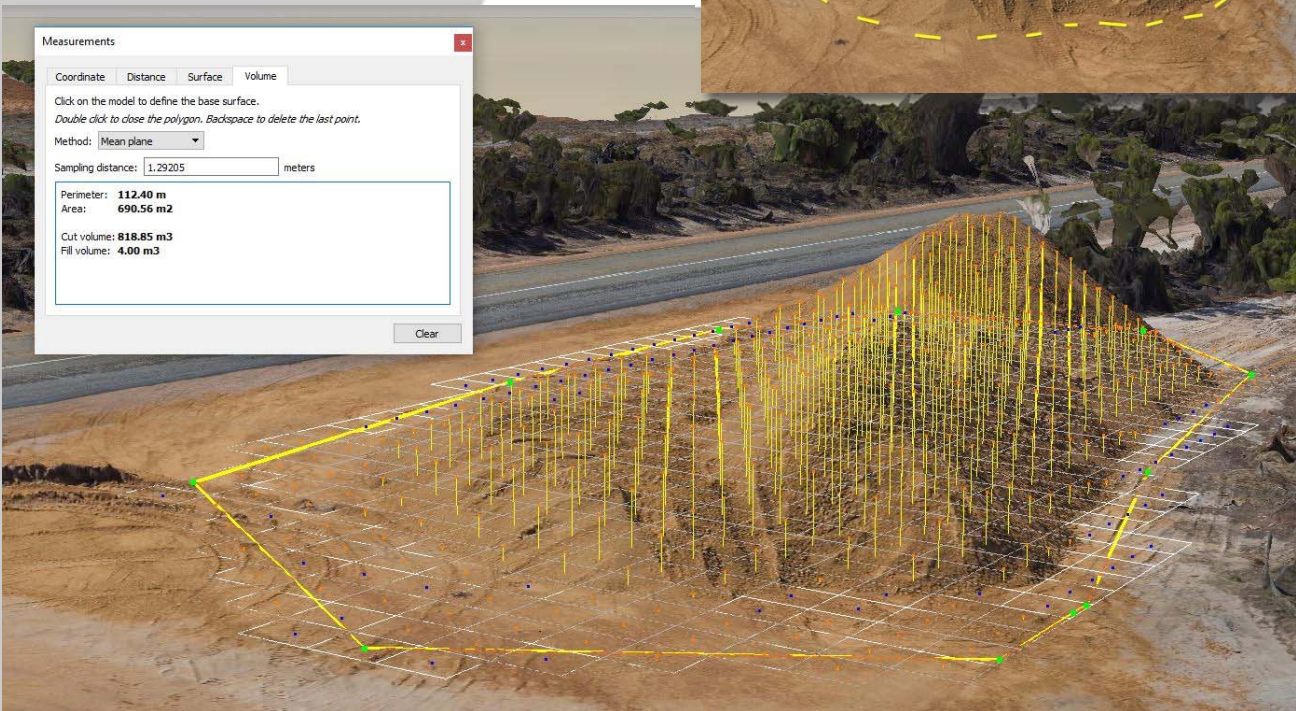 Measurements
x
Coordinate Distance Surface Volume
Click on the model to define the base surface.
Double click to close the polygon. Backspace to delete the last point.
Method: Mean plane
Sampling distance: 1.29205 meters
Perimeter: 112.40 m
Area: 690.56 m2
Cut volume: 818.85 m3
Fill volume: 4.00 m3
Clear